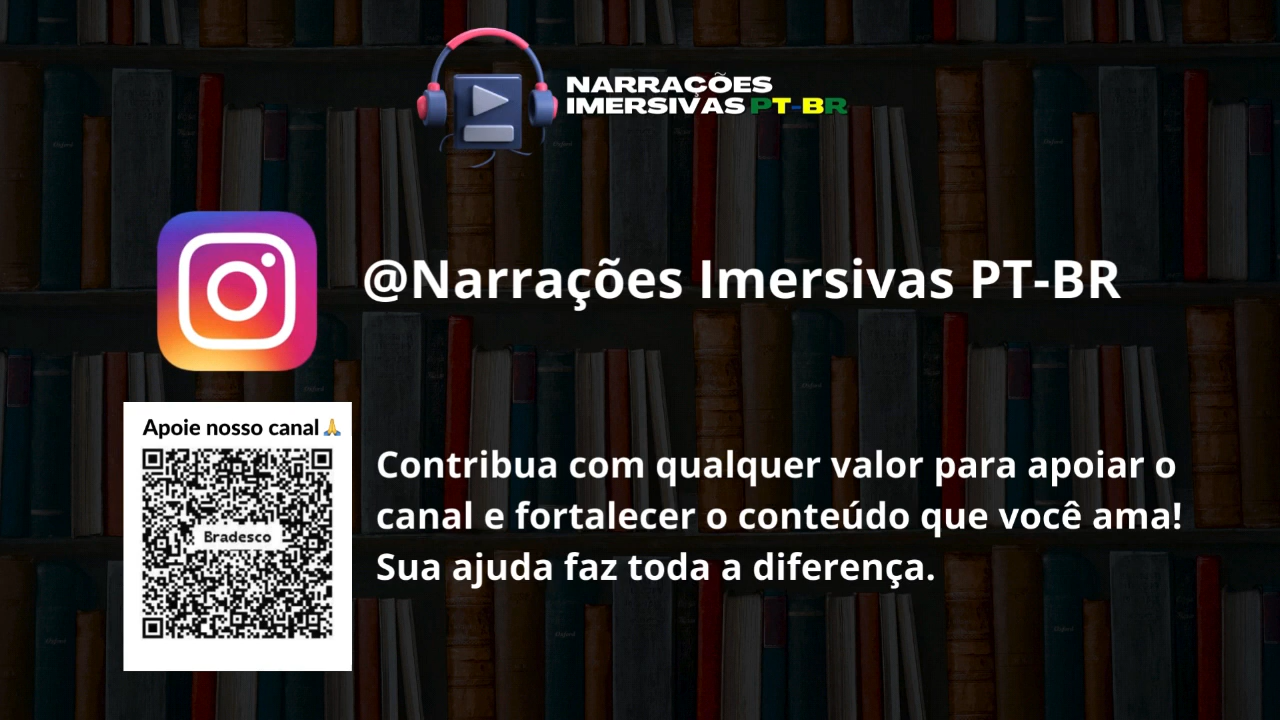 NARRAÇÕES
IMERSIVAS PT-BR
@Narrações Imersivas PT-BR
Apoie nosso canal🙏
Bradesco
Contribua com qualquer valor para apoiar o
canal e fortalecer o conteúdo que você ama!
Sua ajuda faz toda a diferença.